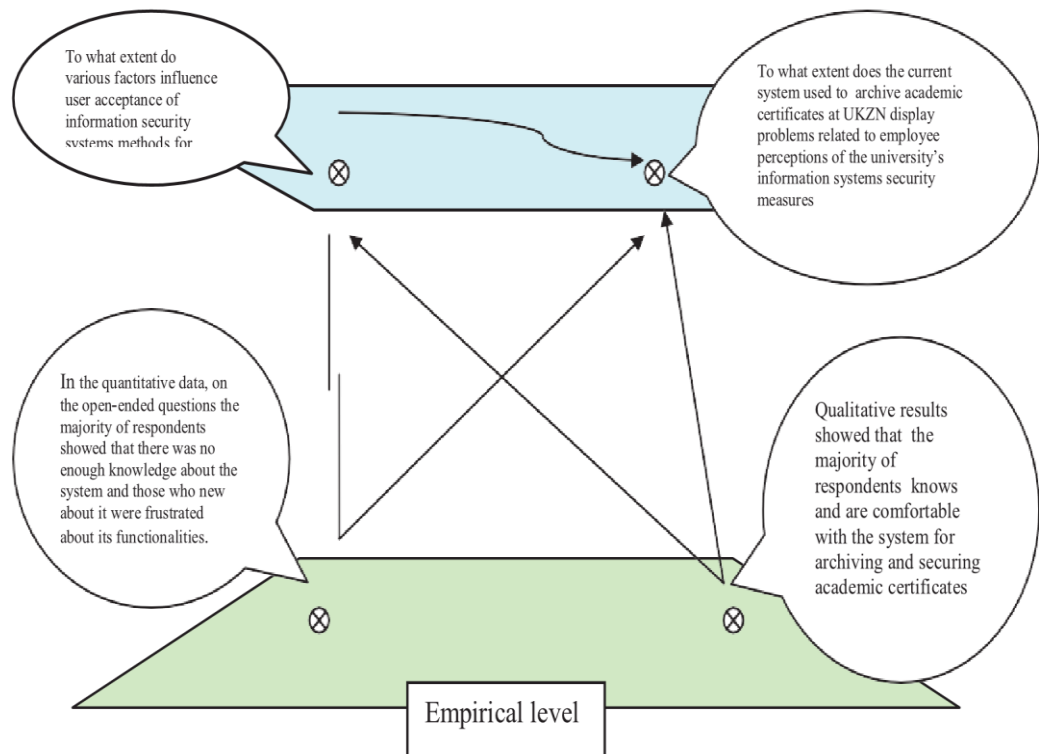 To what extent do
various factors influence
user acceptance of
information security
systems methods for
To what extent does the current
system used to archive academic
certificates at UKZN display
problems related to employee
perceptions of the university's
information systems security
measures
In the quantitative data, on
the open-ended questions the
majority of respondents
showed that there was no
enough knowledge about the
system and those who new
about it were frustrated
about its functionalities.
Qualitative results
showed that the
majority of
respondents knows
and are comfortable
with the system for
archiving and securing
academic certificates
Empirical level